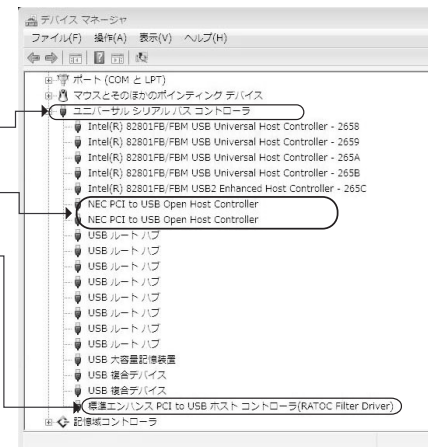 デバイス マネージャ
ファイル(F) 操作(A) 表示(V) ヘルプ(H)
ポート (COM と LPT)
マウスとそのほかのポインティング デバイス
ユニバーサル シリアル バス コントローラ
Intel(R) 82801FB/FBM USB Universal Host Controller - 2658
Intel(R) 82801FB/FBM USB Universal Host Controller - 2659
Intel(R) 82801FB/FBM USB Universal Host Controller - 265A
Intel(R) 82801FB/FBM USB Universal Host Controller - 265B
Intel(R) 82801FB/FBM USB2 Enhanced Host Controller - 265C
NEC PCI to USB Open Host Controller
NEC PCI to USB Open Host Controller
USB ルート ハブ
USB ルート ハブ
USB ルート ハブ
USB ルート ハブ
USB ルート ハブ
USB ルート ハブ
USB ルート ハブ
USB ルート ハブ
USB 大容量記憶装置
USB 複合デバイス
USB 複合デバイス
標準エンハンス PCI to USB ホスト コントローラ(RATOC Filter Driver)
記憶域コントローラ